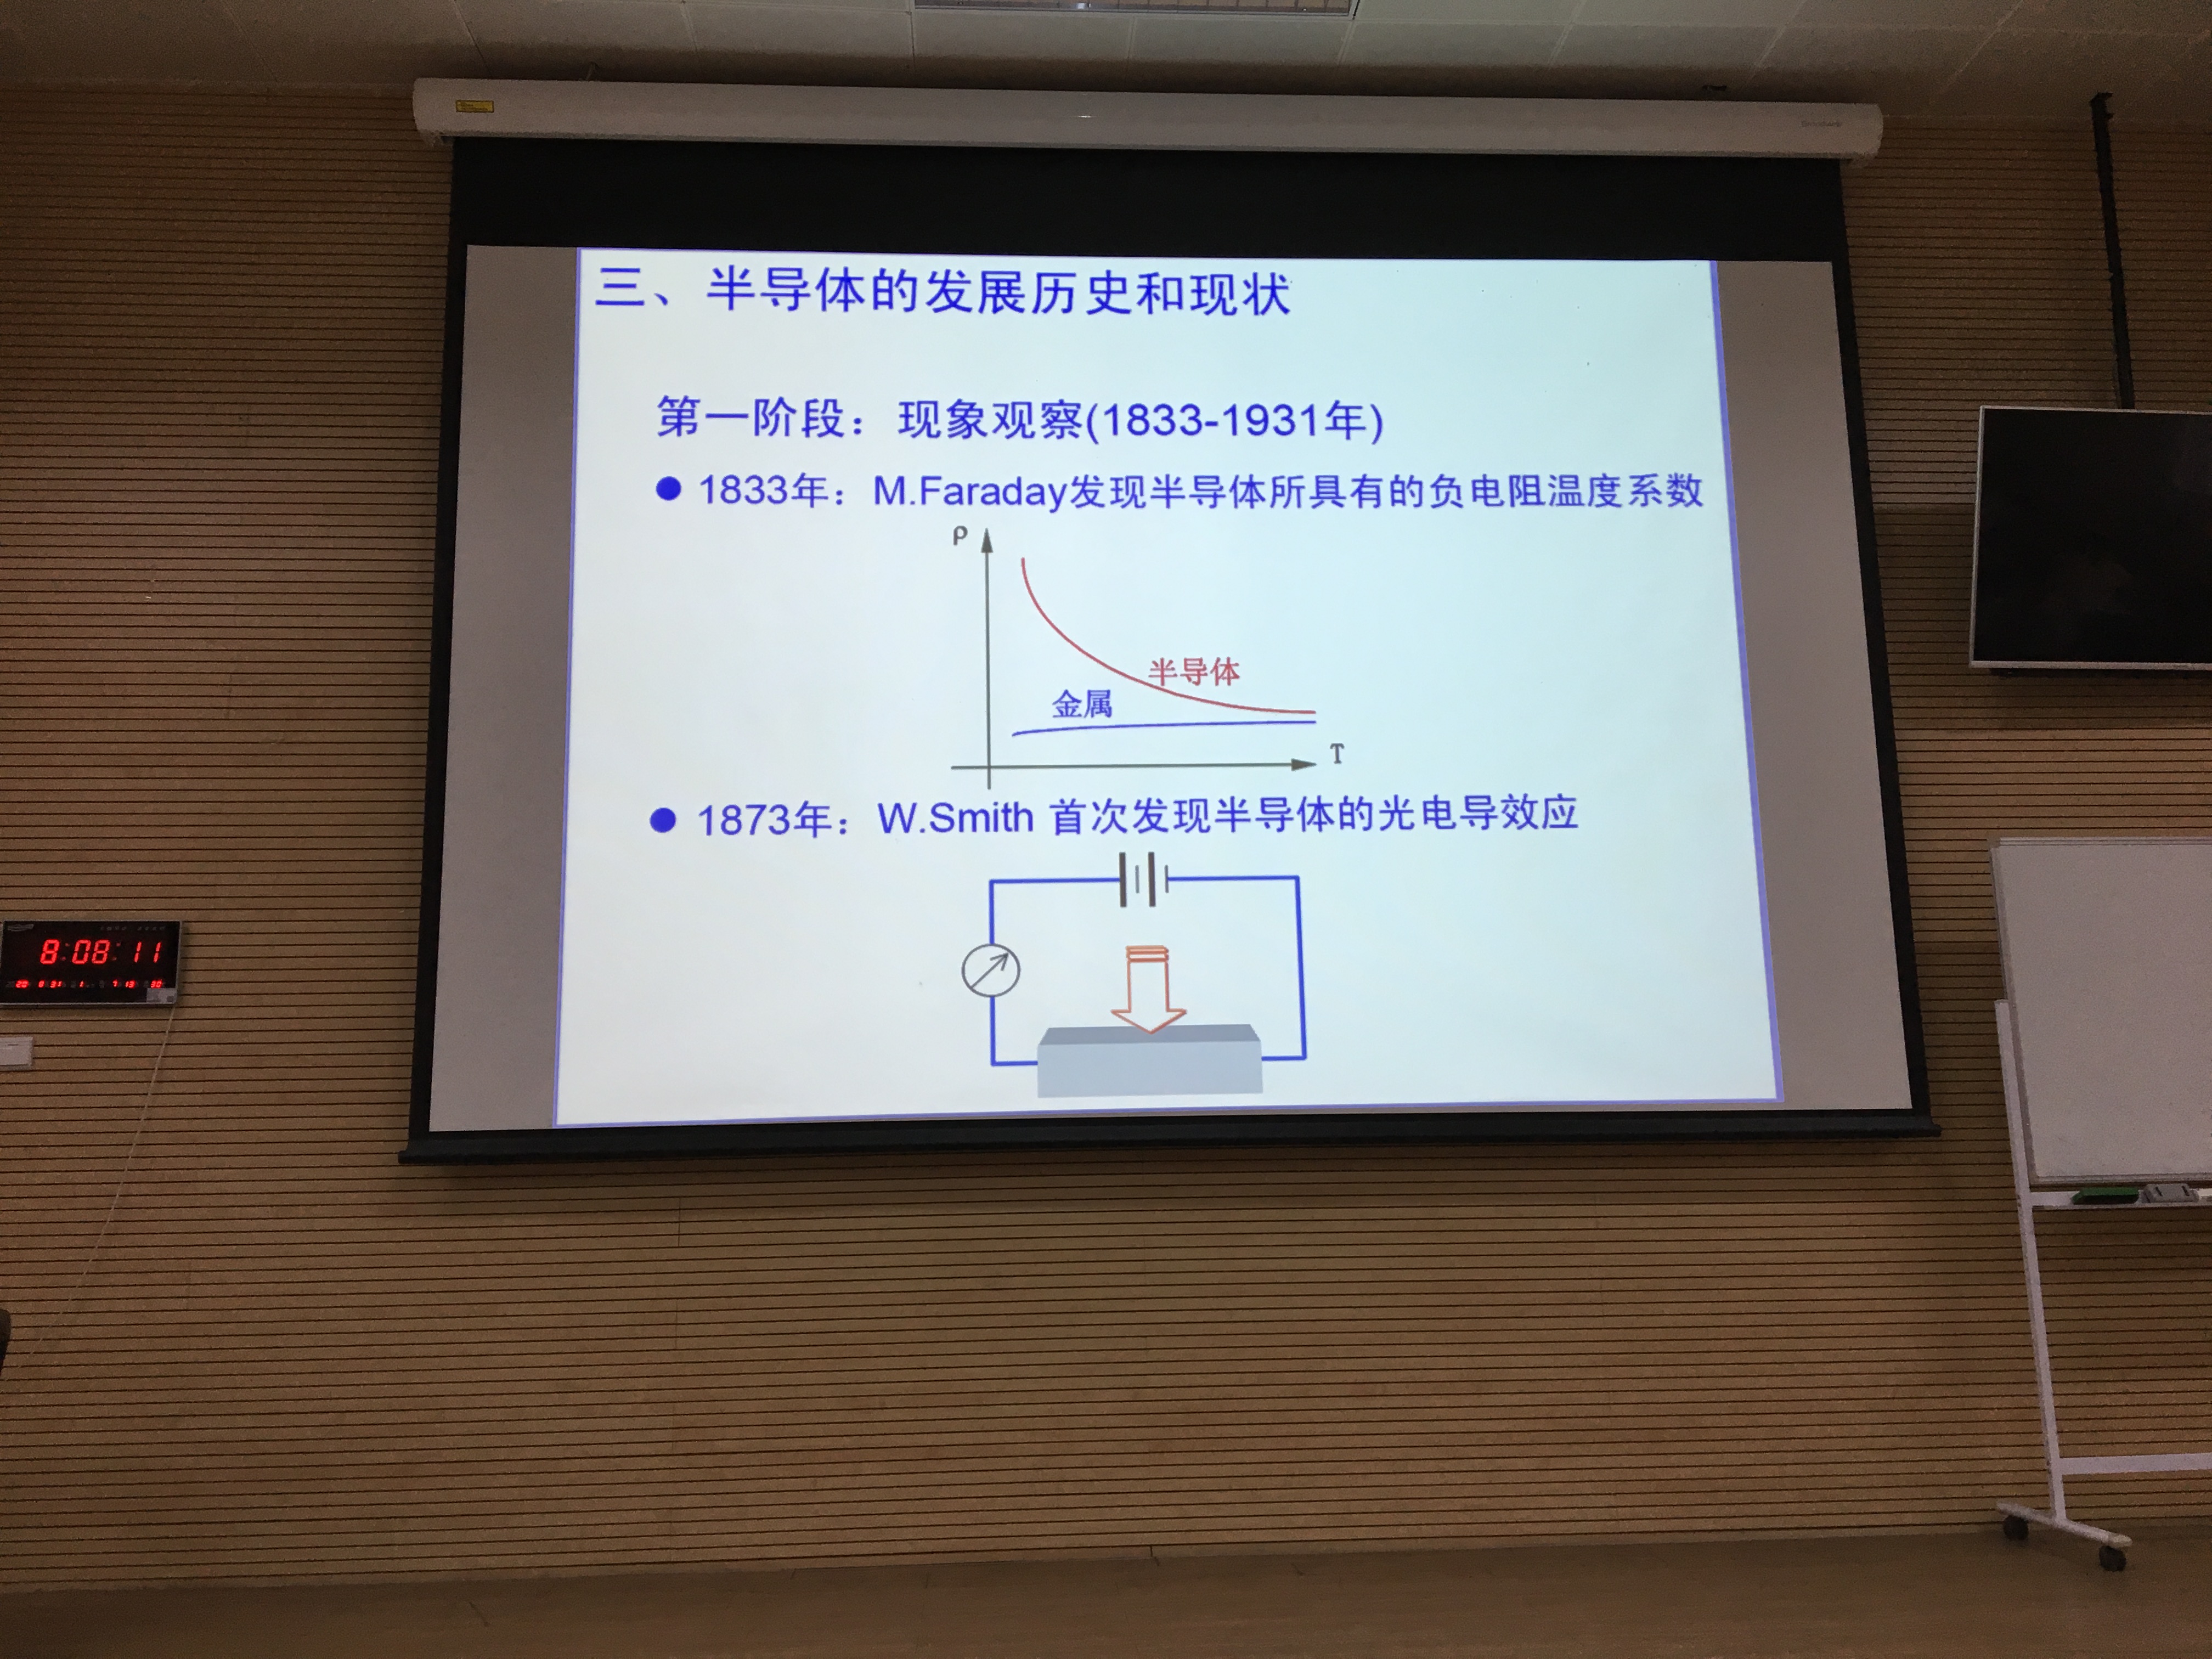 三、半导体的发展历史和现状
第一阶段：现象观察(1833-1931年)
● 1833年：M.Faraday发现半导体所具有的负电阻温度系数
ρ
半导体
金属
T
● 1873年：W.Smith 首次发现半导体的光电导效应
8:08:11